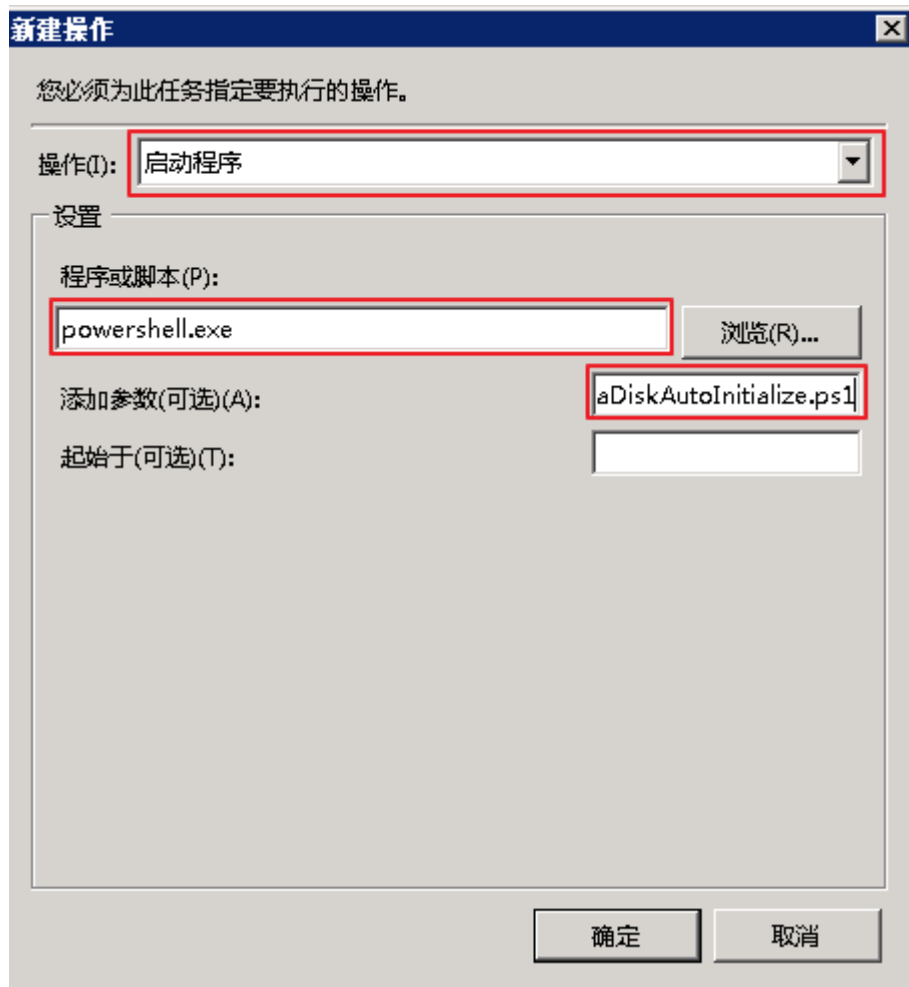 新建操作
您必须为此任务指定要执行的操作。
操作(I): 启动程序
设置
程序或脚本(P):
powershell.exe 浏览(R)...
添加参数(可选)(A): aDiskAutoInitialize.ps1
起始于(可选)(T):
确定 取消